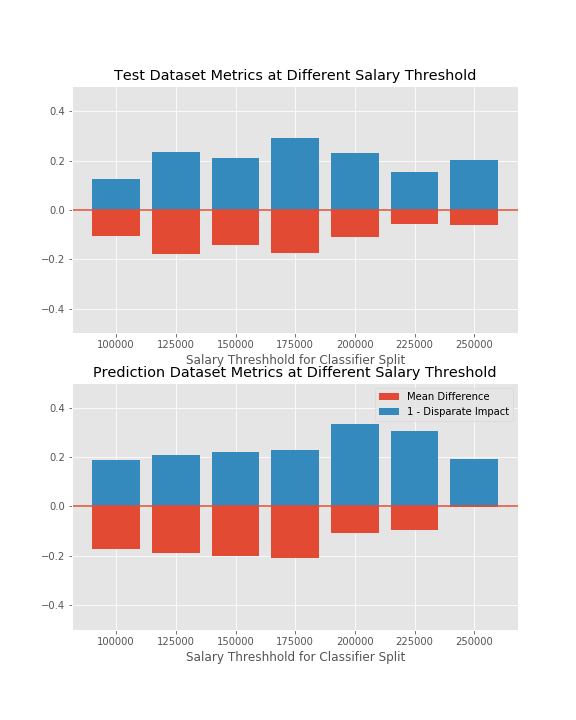 Test Dataset Metrics at Different Salary Threshold
0.4
0.2
0.0
−0.2
−0.4
100000 125000 150000 175000 200000 225000 250000
Salary Threshhold for Classifier Split
Prediction Dataset Metrics at Different Salary Threshold
Mean Difference
1 - Disparate Impact
0.4
0.2
0.0
−0.2
−0.4
100000 125000 150000 175000 200000 225000 250000
Salary Threshhold for Classifier Split